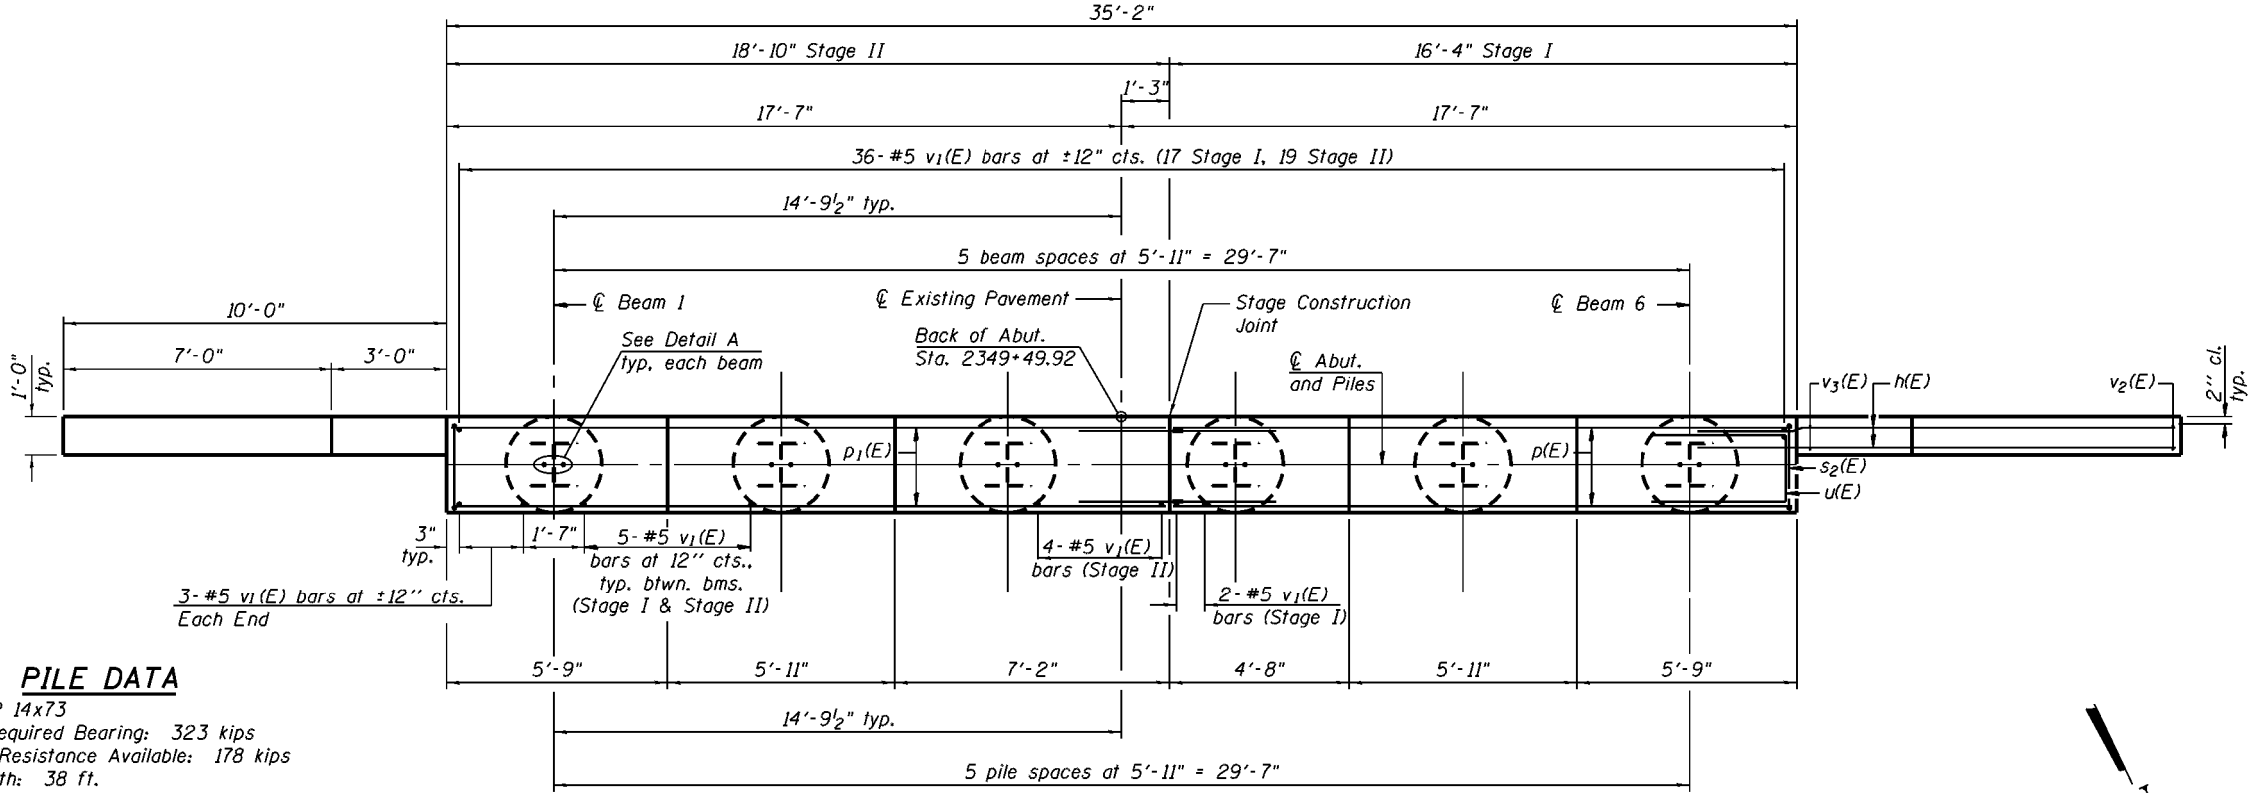 35'-2"
18'-10" Stage II
16'-4" Stage I
1'-3"
17'-7"
17'-7"
36- #5 v1(E) bars at ±12" cts. (17 Stage I, 19 Stage II)
14'-9½" typ.
5 beam spaces at 5'-11" = 29'-7"
℄ Beam 1
℄ Existing Pavement
Stage Construction
Joint
℄ Beam 6
10'-0"
7'-0"
3'-0"
1'-0"
typ.
See Detail A
typ. each beam
Back of Abut.
Sta. 2349+49.92
℄ Abut.
and Piles
v3(E)
h(E)
v2(E)
2" cl.
typ.
p1(E)
p(E)
s2(E)
u(E)
3"
typ.
1'-7"
5- #5 v1(E)
bars at 12" cts.,
typ. btwn. bms.
(Stage I & Stage II)
4- #5 v1(E)
bars (Stage II)
2- #5 v1(E)
bars (Stage I)
3- #5 v1(E) bars at ±12" cts.
Each End
5'-9"
5'-11"
7'-2"
4'-8"
5'-11"
5'-9"
14'-9½" typ.
5 pile spaces at 5'-11" = 29'-7"
PILE DATA
14x73
equired Bearing: 323 kips
Resistance Available: 178 kips
th: 38 ft.